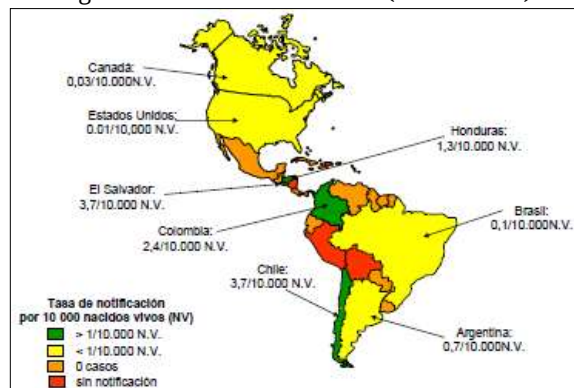 Canadá:
0,03/10.000N.V.
Estados Unidos:
0.01/10,000 N.V.
Honduras:
1,3/10.000 N.V.
El Salvador:
3,7/10.000 N.V.
Colombia:
2,4/10.000 N.V.
Brasil:
0,1/10.000N.V.
Chile:
3,7/10.000 N.V.
Argentina:
0,7/10.000N.V.
Tasa de notificación
por 10 000 nacidos vivos (NV)
> 1/10.000 N.V.
< 1/10.000 N.V.
0 casos
sin notificación